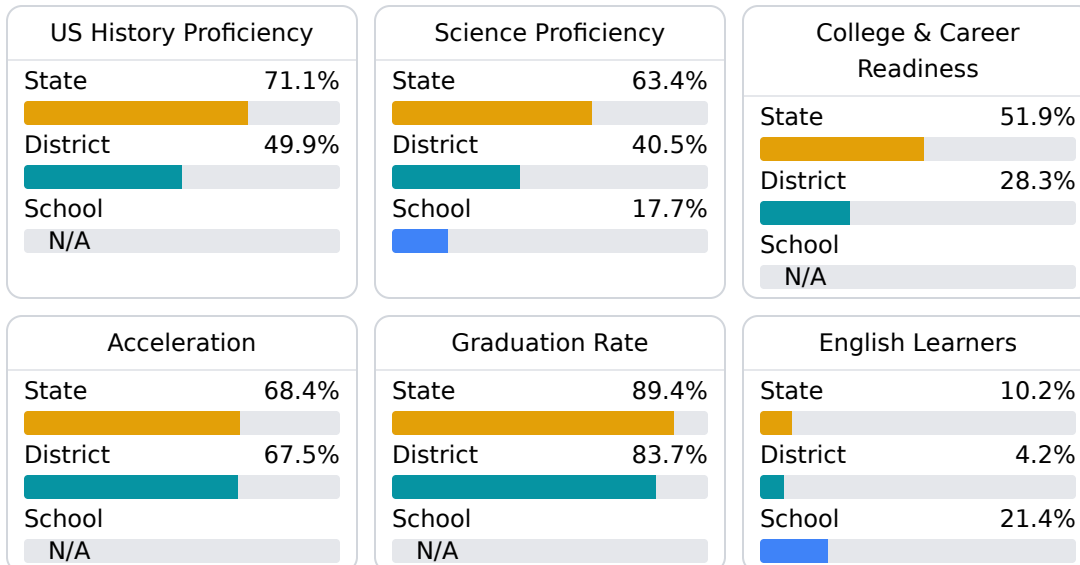 US History Proficiency
State 71.1%
District 49.9%
School
N/A
Science Proficiency
State 63.4%
District 40.5%
School 17.7%
College & Career
Readiness
State 51.9%
District 28.3%
School
N/A
Acceleration
State 68.4%
District 67.5%
School
N/A
Graduation Rate
State 89.4%
District 83.7%
School
N/A
English Learners
State 10.2%
District 4.2%
School 21.4%